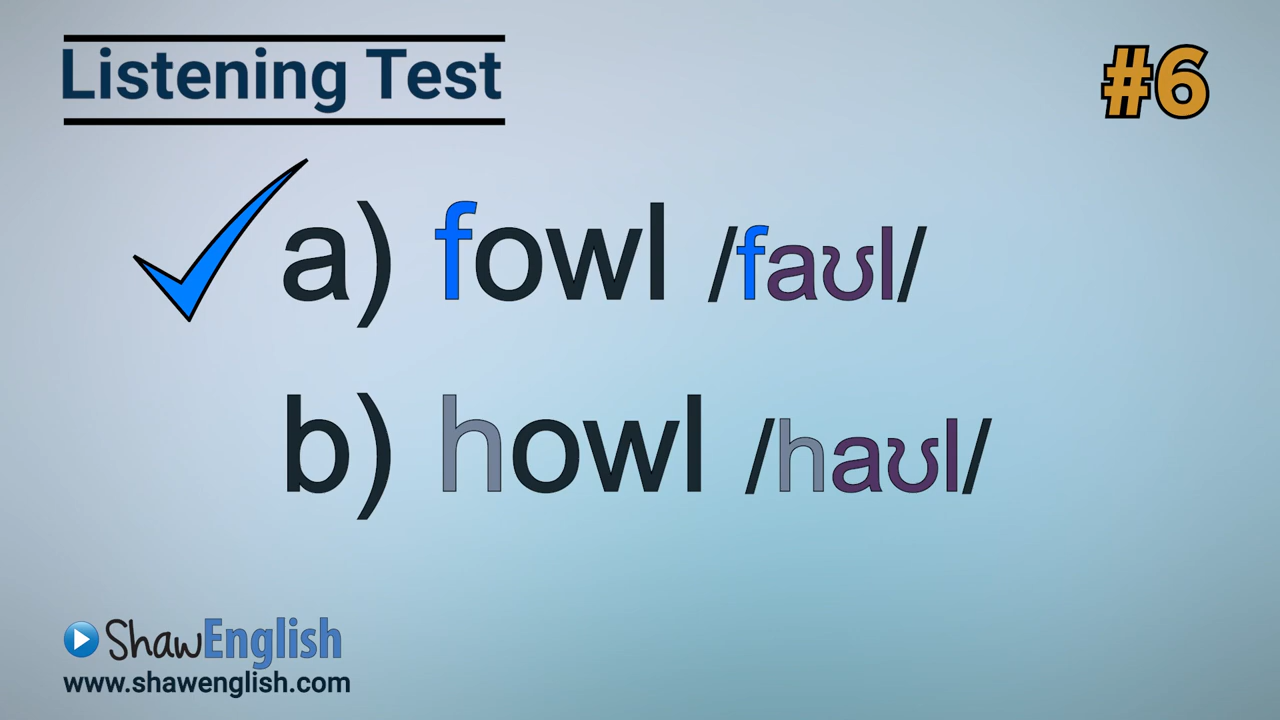 Listening Test
#6
a) fowl /faʊl/
b) howl /haʊl/
ShawEnglish
www.shawenglish.com